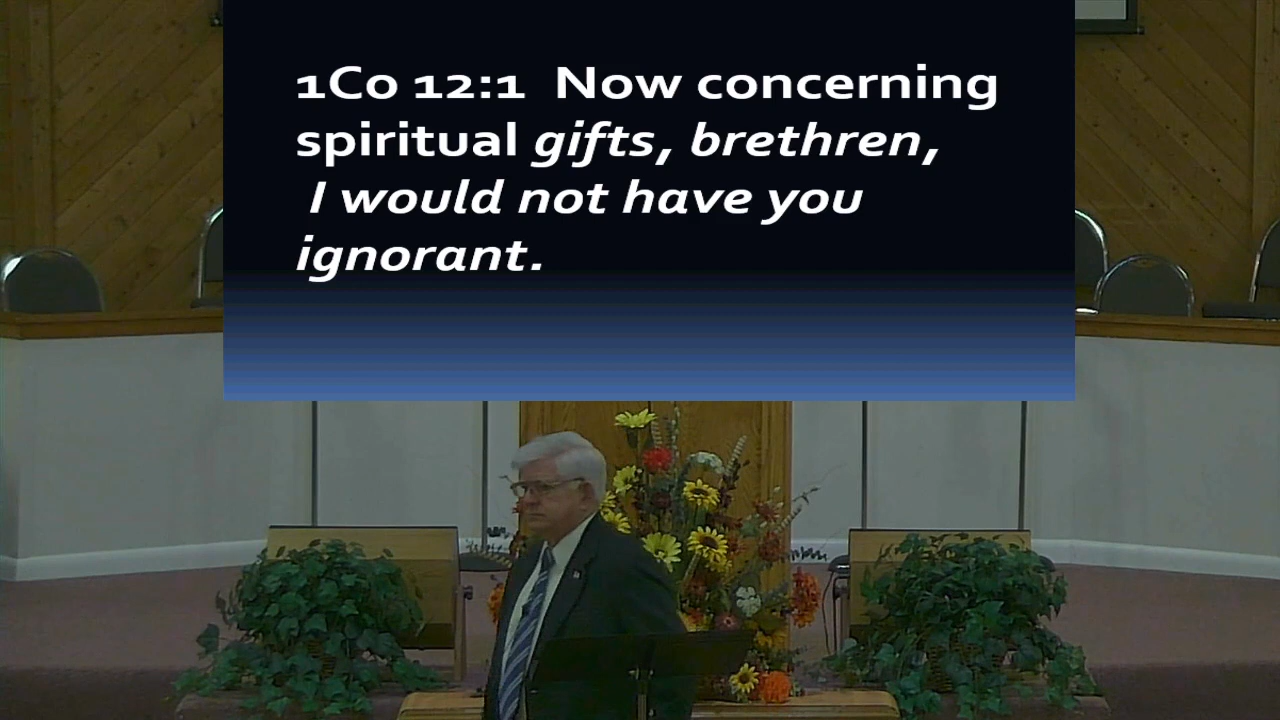 1Co 12:1 Now concerning
spiritual gifts, brethren,
I would not have you
ignorant.